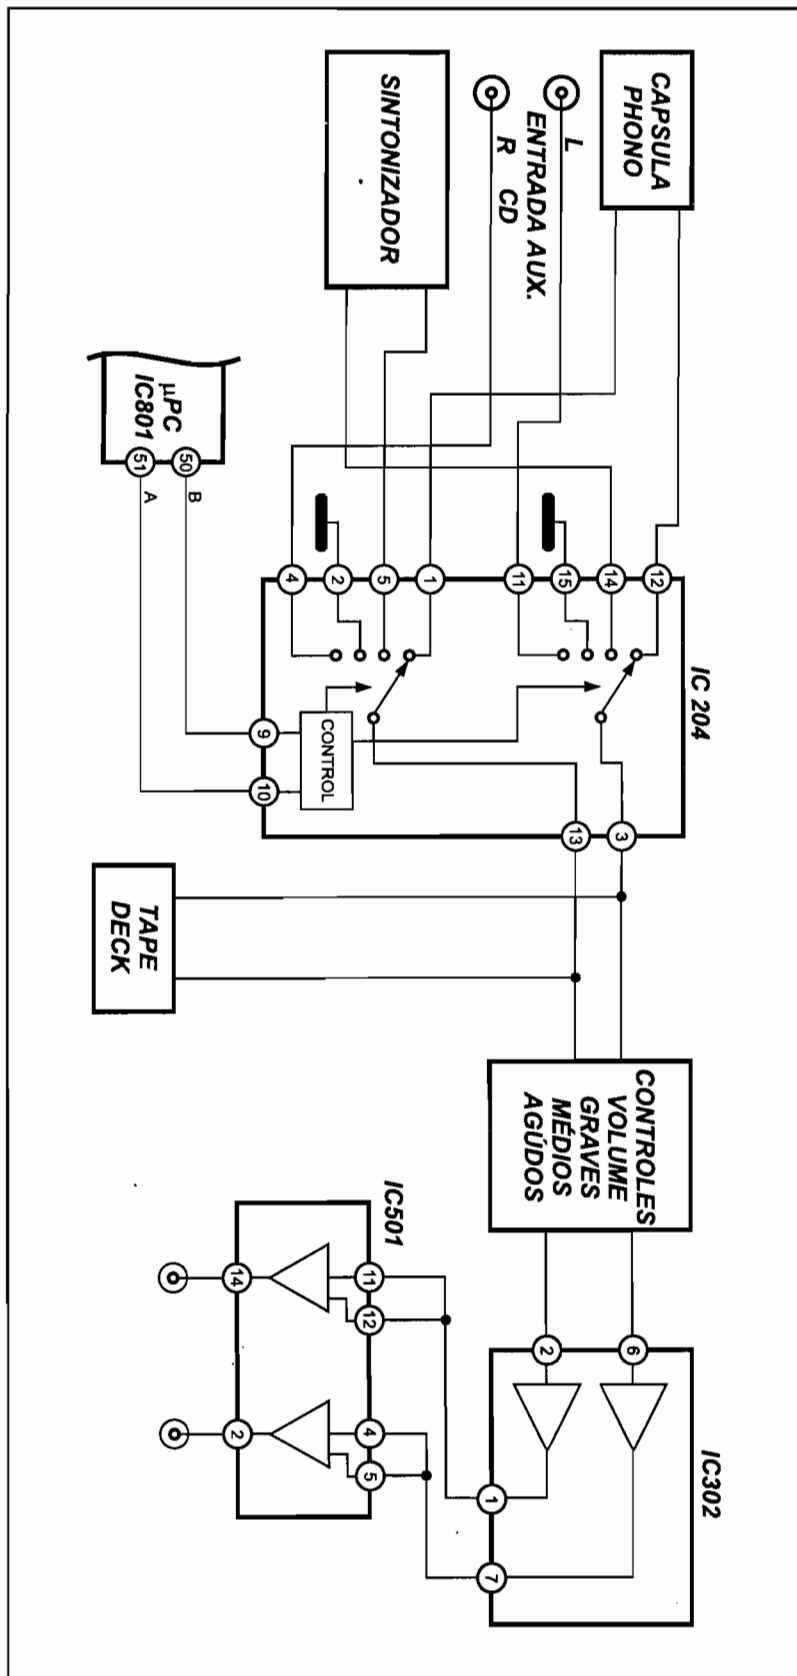 CAPSULA
PHONO
L
ENTRADA AUX.
R CD
SINTONIZADOR
µPC
IC801
51
50
A
B
IC 204
12
14
15
11
1
5
2
4
9
10
CONTROL
3
13
TAPE
DECK
CONTROLES
VOLUME
GRAVES
MÉDIOS
AGÚDOS
IC302
6
2
1
7
IC501
11
12
4
5
14
2